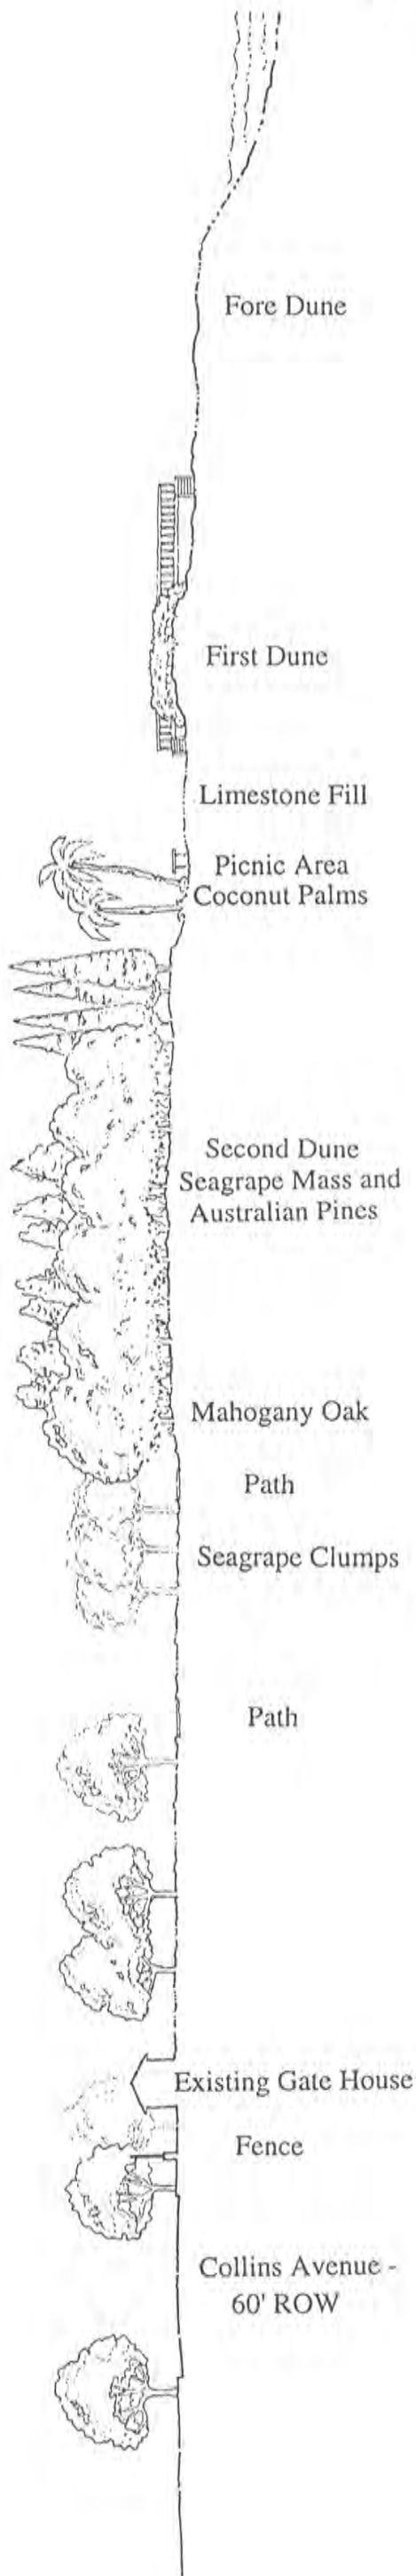 Fore Dune
First Dune
Limestone Fill
Picnic Area
Coconut Palms
Second Dune
Seagrape Mass and
Australian Pines
Mahogany Oak
Path
Seagrape Clumps
Path
Existing Gate House
Fence
Collins Avenue -
60' ROW